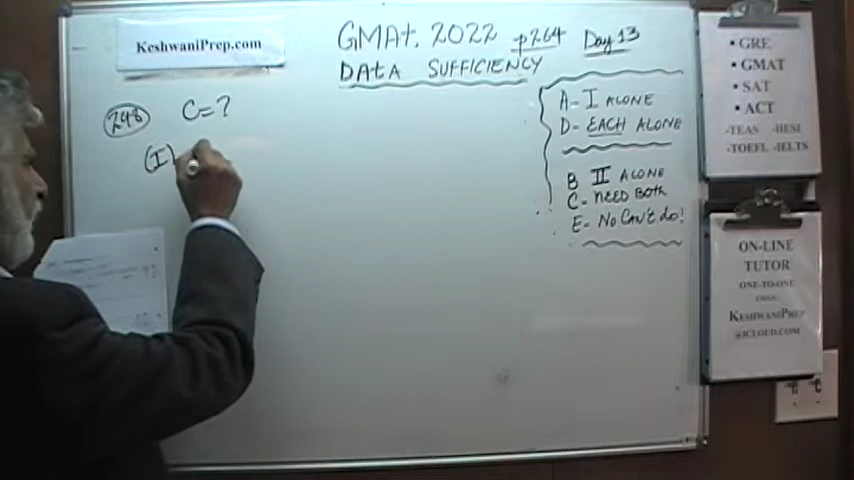 KeshwaniPrep.com
GMAt. 2022 p264 Day 13
DAtA SUFFICIENCY
248 C=?
(I)
A- I ALONE
D- EACH ALONE
B II ALONE
C- NEED BOTH
E- No CAN't do!
• GRE
• GMAT
• SAT
• ACT
-TEAS -HESI
-TOEFL -IELTS
ON-LINE
TUTOR
ONE-TO-ONE
KESHWANIPREP
@ICLOUD.COM